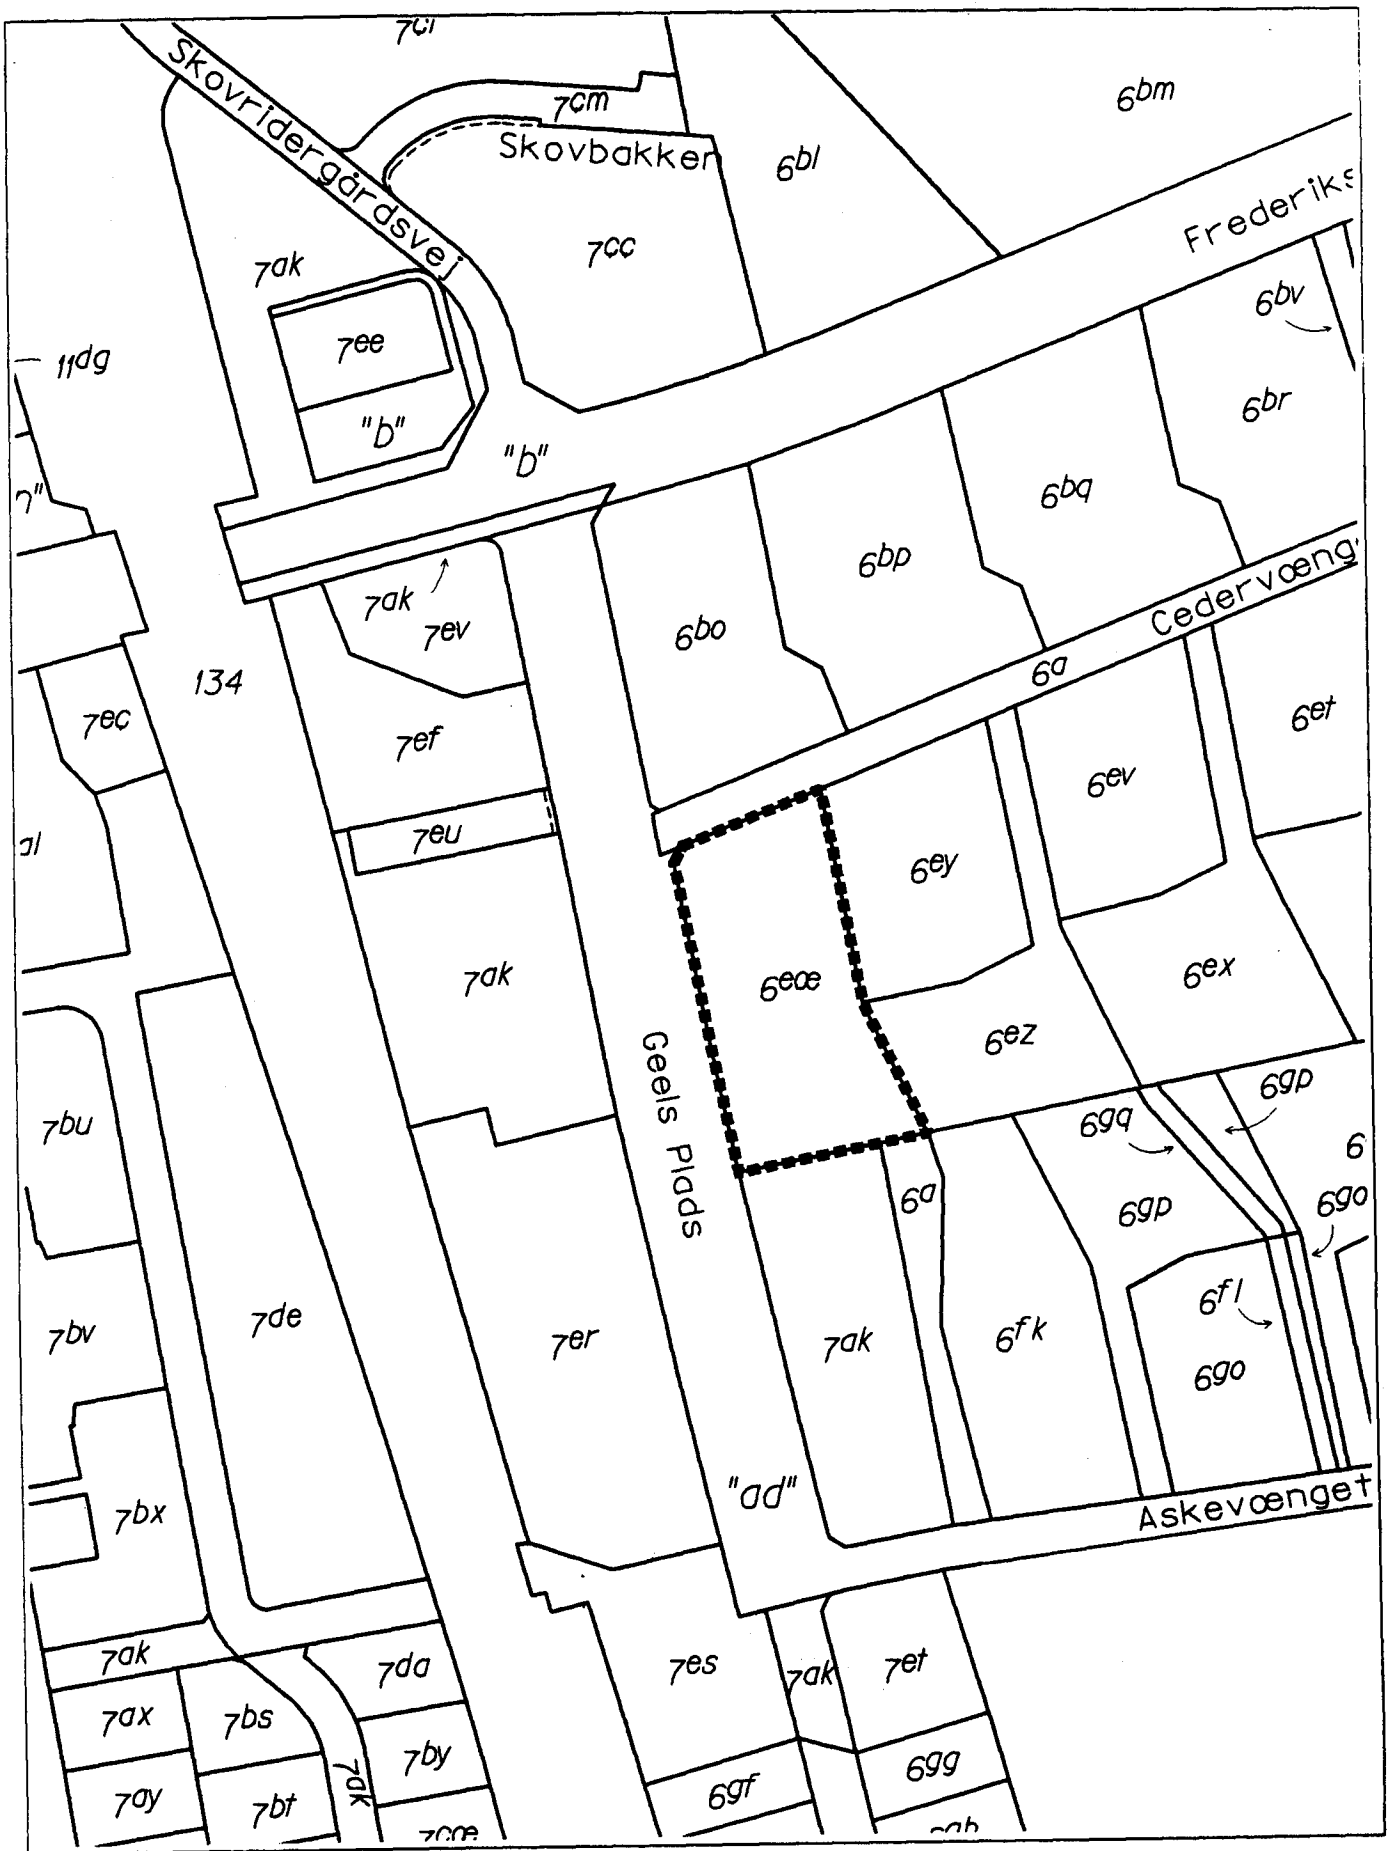 7cm
6bm
Skovridergårdsvej
Skovbakken
6bl
Frederiks
7cc
7ak
6bv
7ee
11dg
6br
"b"
"b"
6bq
6bp
Cedervæng
7ak
7ev
6bo
6a
134
6et
7ec
7ef
6ev
7eu
6ey
7ak
6eæ
6ex
6ez
Geels Plads
6gp
7bu
6gq
6
6a
6gp
6go
6fl
7de
7bv
7er
7ak
6fk
6go
"ad"
7bx
Askevænget
7ak
7da
7es
7ak
7et
7ax
7bs
7by
7ak
6gg
6gf
7ay
7bt